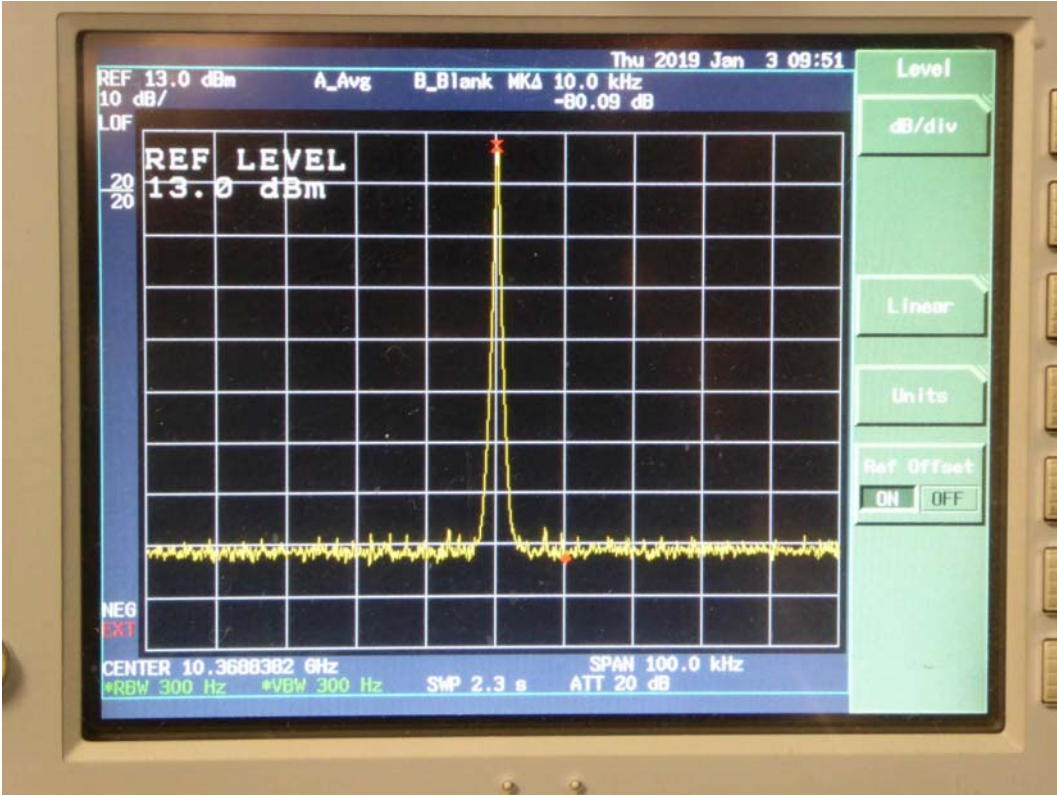 Thu 2019 Jan 3 09:51
REF 13.0 dBm A_Avg B_Blank MKΔ 10.0 kHz
10 dB/ -80.09 dB
LOF
REF LEVEL
13.0 dBm
20
20
NEG
EXT
CENTER 10.3688382 GHz SPAN 100.0 kHz
*RBW 300 Hz *VBW 300 Hz SWP 2.3 s ATT 20 dB
Level
dB/div
Linear
Units
Ref Offset
ON OFF